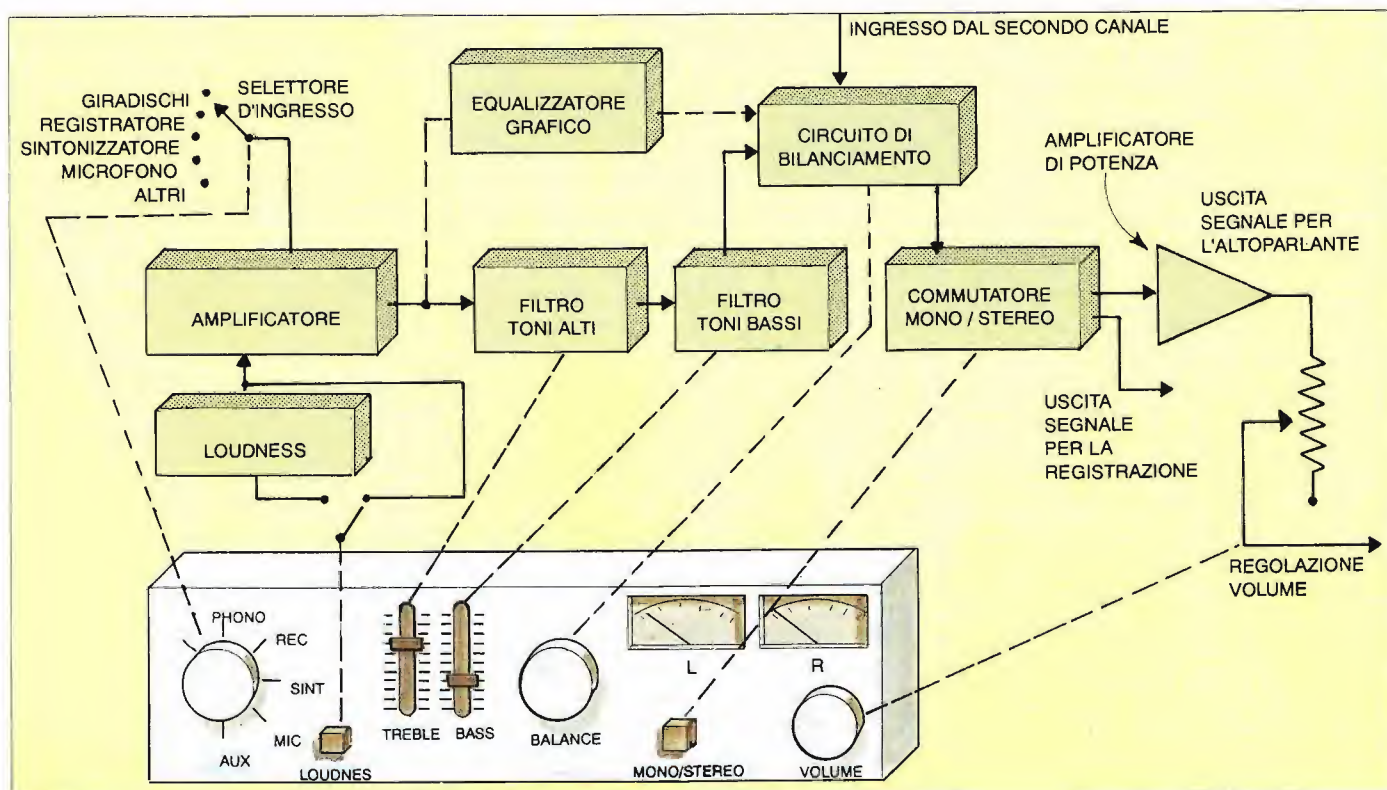 INGRESSO DAL SECONDO CANALE
SELETTORE
D'INGRESSO
GIRADISCHI
REGISTRATORE
SINTONIZZATORE
MICROFONO
ALTRI
EQUALIZZATORE
GRAFICO
CIRCUITO DI
BILANCIAMENTO
AMPLIFICATORE
DI POTENZA
USCITA
SEGNALE PER
L'ALTOPARLANTE
AMPLIFICATORE
FILTRO
TONI ALTI
FILTRO
TONI BASSI
COMMUTATORE
MONO / STEREO
LOUDNESS
USCITA
SEGNALE
PER LA
REGISTRAZIONE
REGOLAZIONE
VOLUME
PHONO
REC
SINT
MIC
AUX
LOUDNES
TREBLE
BASS
BALANCE
L
R
MONO/STEREO
VOLUME